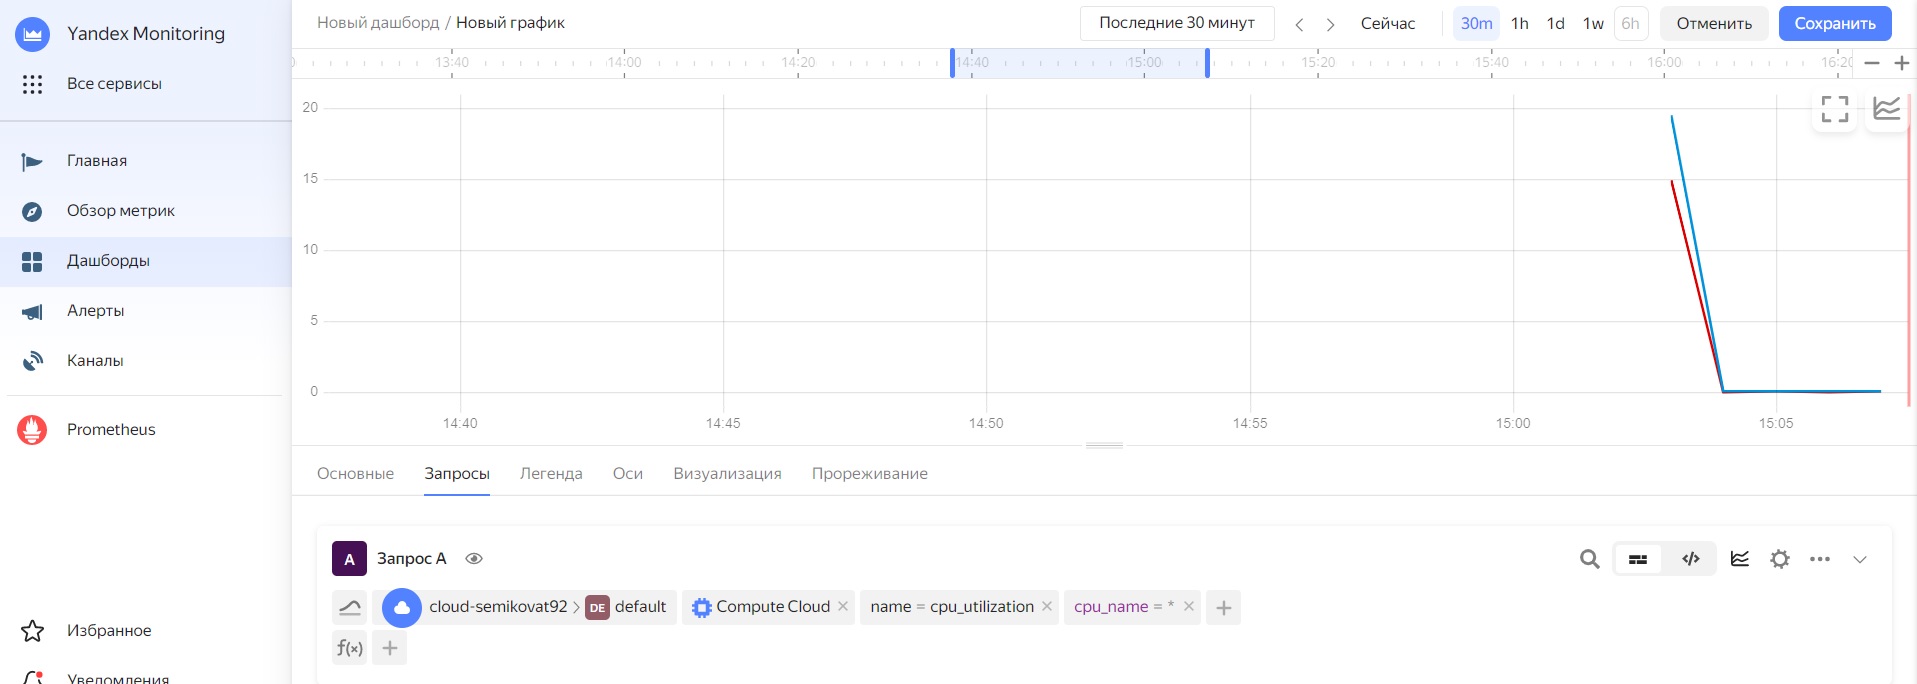 Yandex Monitoring
Все сервисы
Главная
Обзор метрик
Дашборды
Алерты
Каналы
Prometheus
Избранное
Уведомления
Новый дашборд / Новый график
Последние 30 минут
Сейчас
30m 1h 1d 1w 6h
Отменить
Сохранить
13:40 14:00 14:20 14:40 15:00 15:20 15:40 16:00 16:20
20
15
10
5
0
14:40 14:45 14:50 14:55 15:00 15:05
Основные Запросы Легенда Оси Визуализация Прореживание
A Запрос A
cloud-semikovat92 > DE default Compute Cloud × name = cpu_utilization × cpu_name = * × +
f(x) +